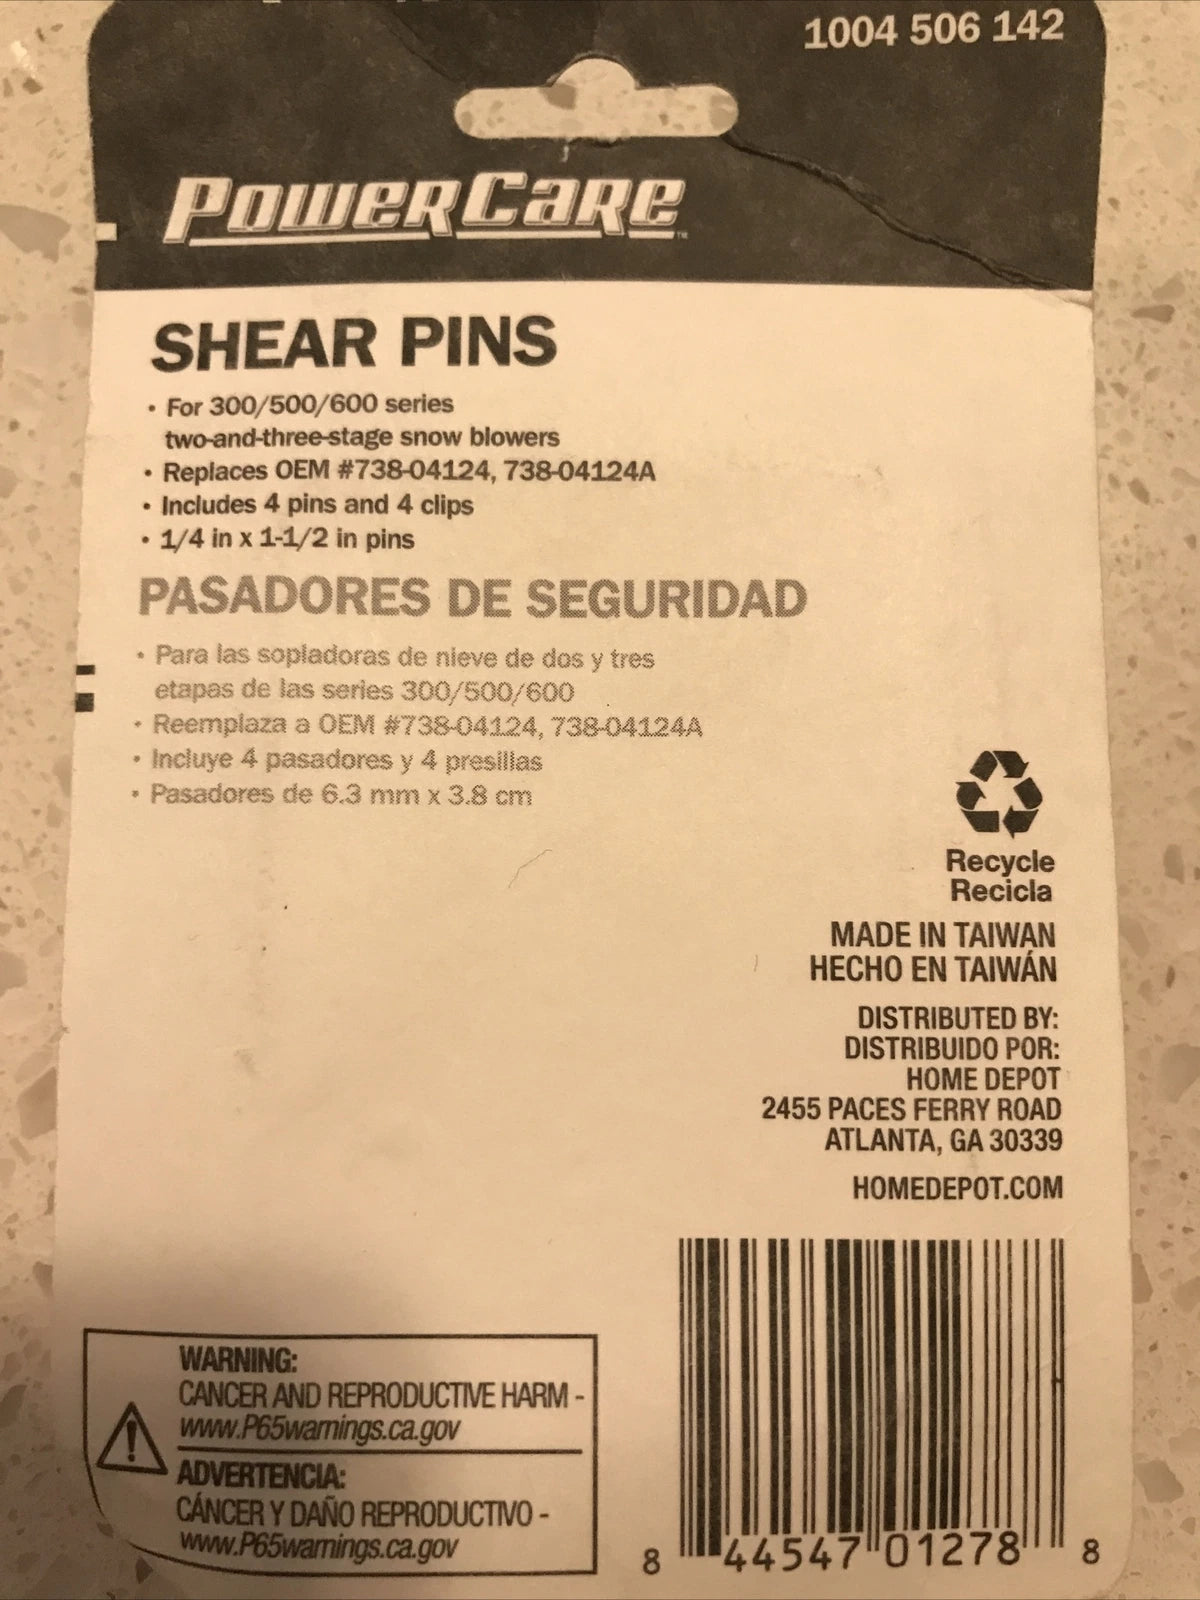 1004 506 142
PowerCare™
SHEAR PINS
• For 300/500/600 series
two-and-three-stage snow blowers
• Replaces OEM #738-04124, 738-04124A
• Includes 4 pins and 4 clips
• 1/4 in x 1-1/2 in pins
PASADORES DE SEGURIDAD
• Para las sopladoras de nieve de dos y tres
etapas de las series 300/500/600
• Reemplaza a OEM #738-04124, 738-04124A
• Incluye 4 pasadores y 4 presillas
• Pasadores de 6.3 mm x 3.8 cm
Recycle
Recicla
MADE IN TAIWAN
HECHO EN TAIWÁN
DISTRIBUTED BY:
DISTRIBUIDO POR:
HOME DEPOT
2455 PACES FERRY ROAD
ATLANTA, GA 30339
HOMEDEPOT.COM
WARNING:
CANCER AND REPRODUCTIVE HARM -
www.P65warnings.ca.gov
ADVERTENCIA:
CÁNCER Y DAÑO REPRODUCTIVO -
www.P65warnings.ca.gov
8 44547 01278 8